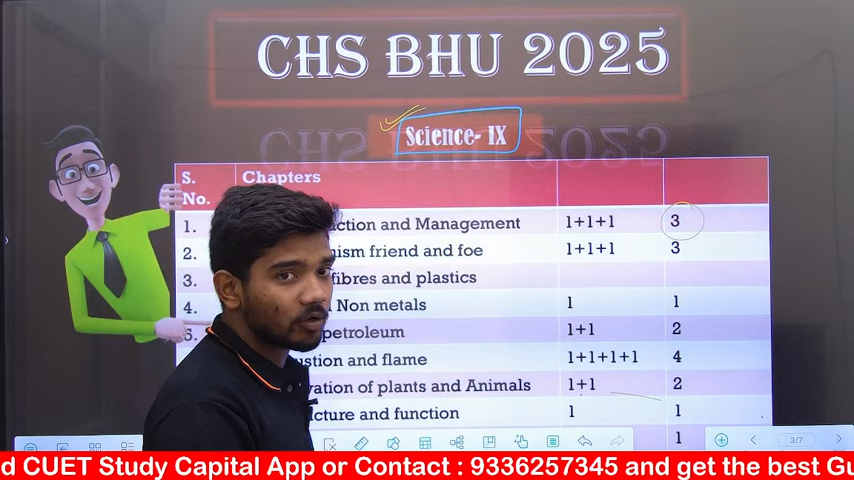 CHS BHU 2025
Science- IX
S. No. Chapters
1. ction and Management 1+1+1 3
2. ism friend and foe 1+1+1 3
3. fibres and plastics
4. Non metals 1 1
5. petroleum 1+1 2
ustion and flame 1+1+1+1 4
vation of plants and Animals 1+1 2
cture and function 1 1
1
3/7
d CUET Study Capital App or Contact : 9336257345 and get the best Gu